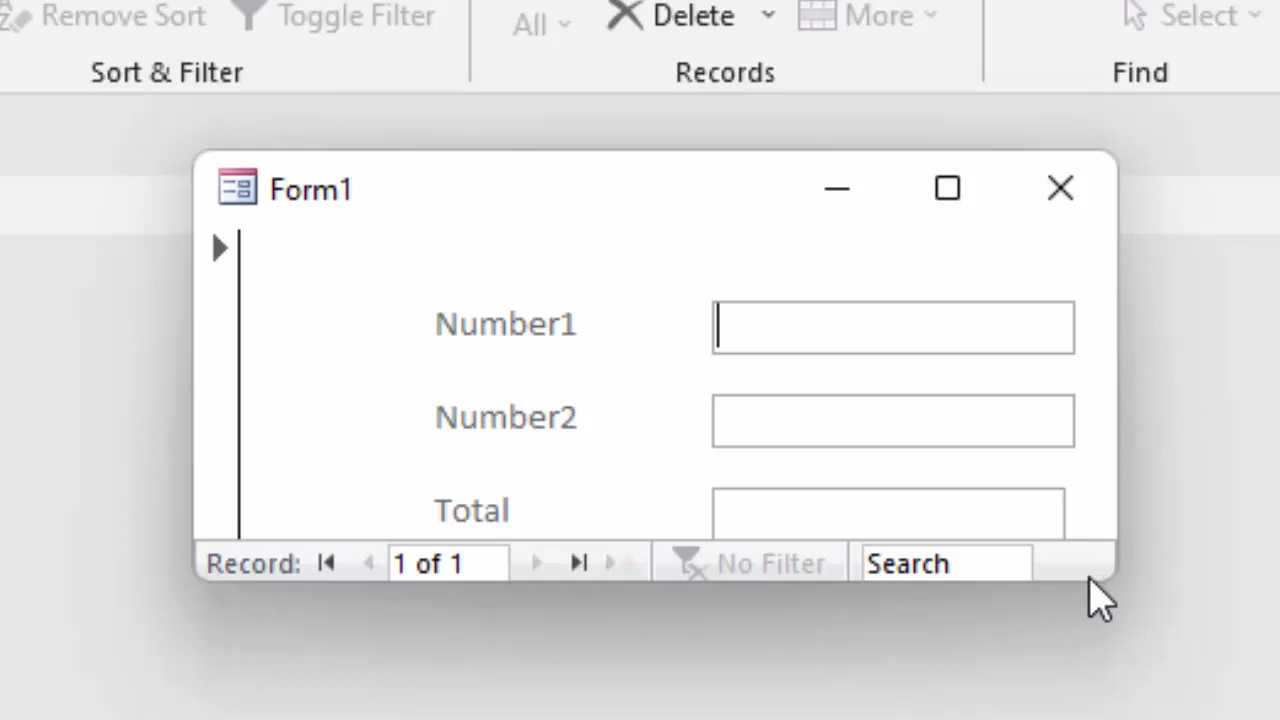 Remove Sort Toggle Filter All Delete More Select
Sort & Filter Records Find
Form1
Number1
Number2
Total
Record: 1 of 1 No Filter Search